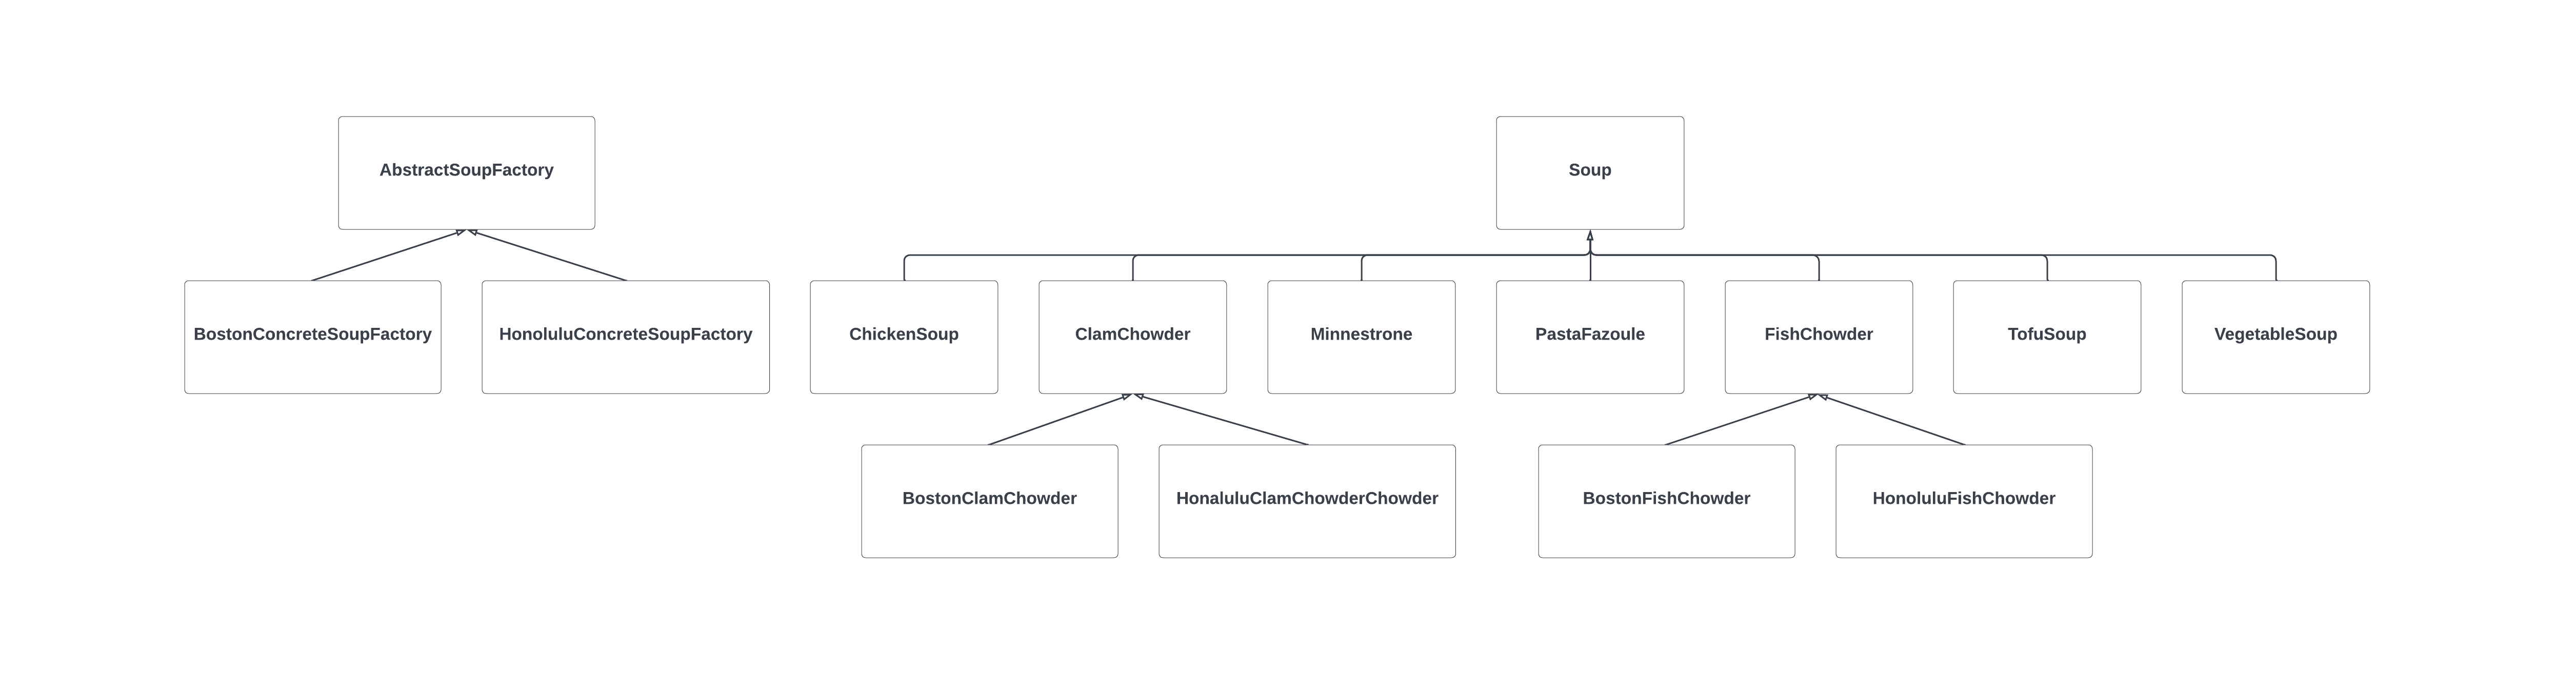 AbstractSoupFactory
Soup
BostonConcreteSoupFactory
HonoluluConcreteSoupFactory
ChickenSoup
ClamChowder
Minnestrone
PastaFazoule
FishChowder
TofuSoup
VegetableSoup
BostonClamChowder
HonaluluClamChowderChowder
BostonFishChowder
HonoluluFishChowder